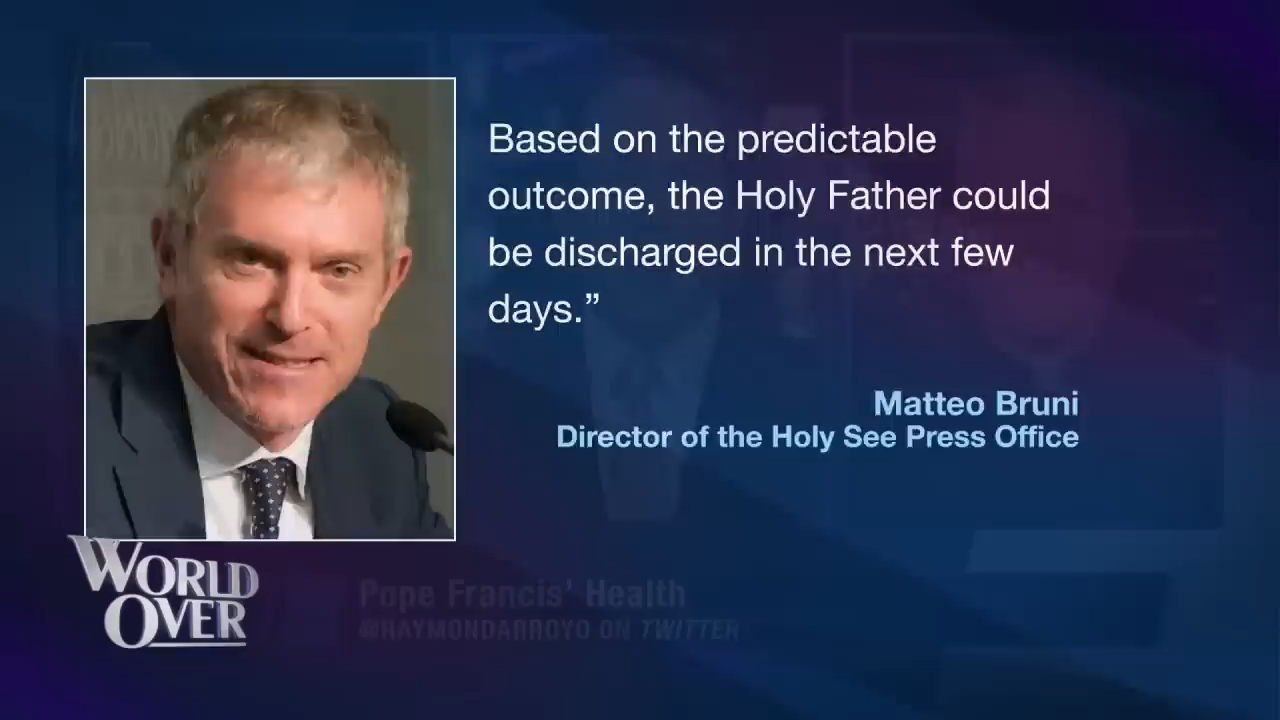 Based on the predictable
outcome, the Holy Father could
be discharged in the next few
days.”
Matteo Bruni
Director of the Holy See Press Office
WORLD
OVER
Pope Francis’ Health
@RAYMONDARROYO ON TWITTER